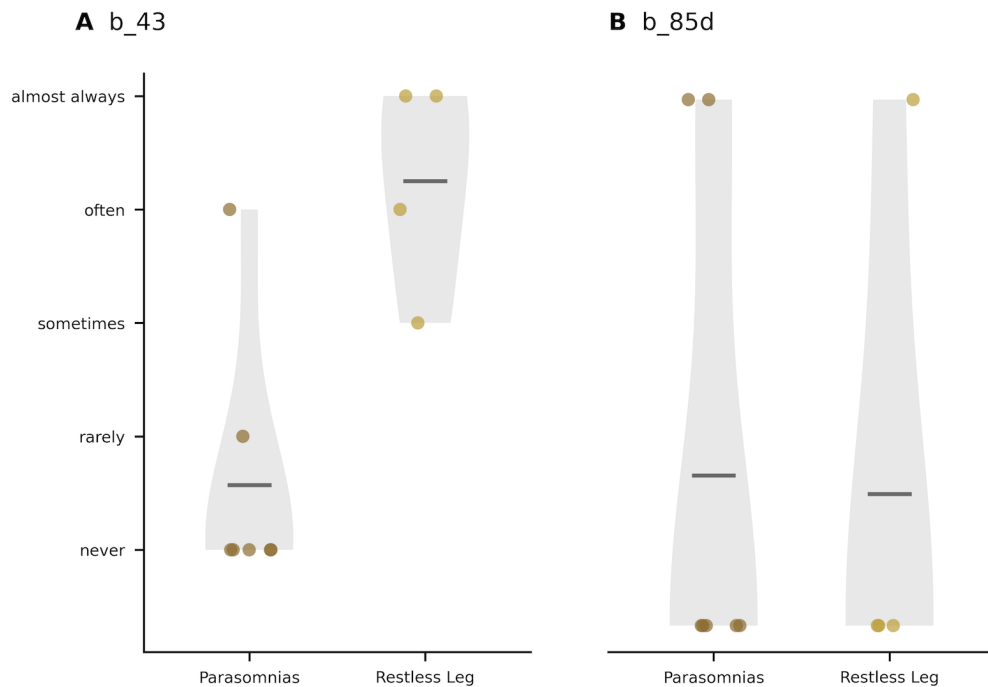 A b_43
B b_85d
almost always
often
sometimes
rarely
never
Parasomnias
Restless Leg
Parasomnias
Restless Leg